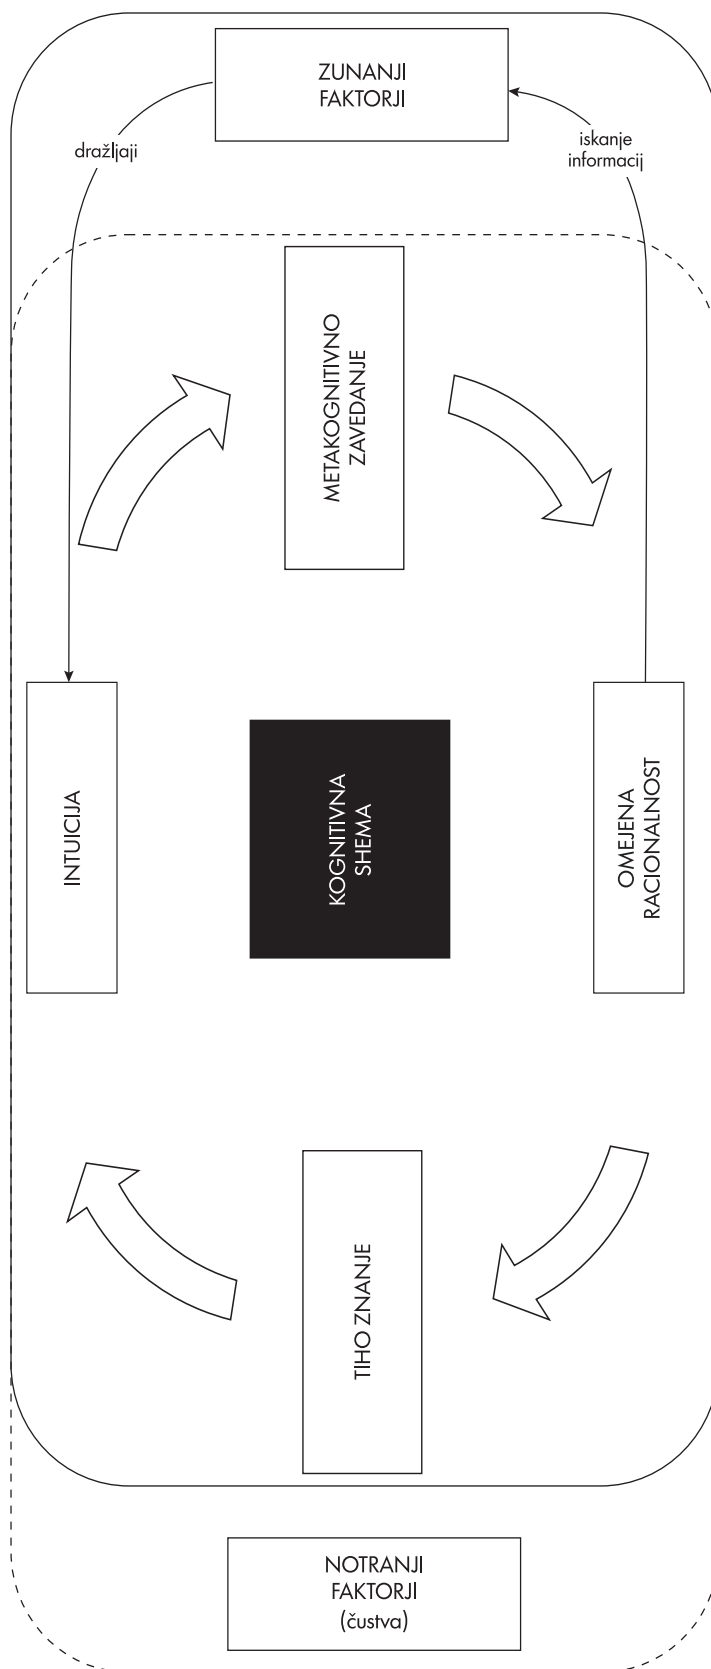 ZUNANJI
FAKTORJI
dražljaji
iskanje
informacij
METAKOGNITIVNO
ZAVEDANJE
INTUICIJA
KOGNITIVNA
SHEMA
OMEJENA
RACIONALNOST
TIHO ZNANJE
NOTRANJI
FAKTORJI
(čustva)